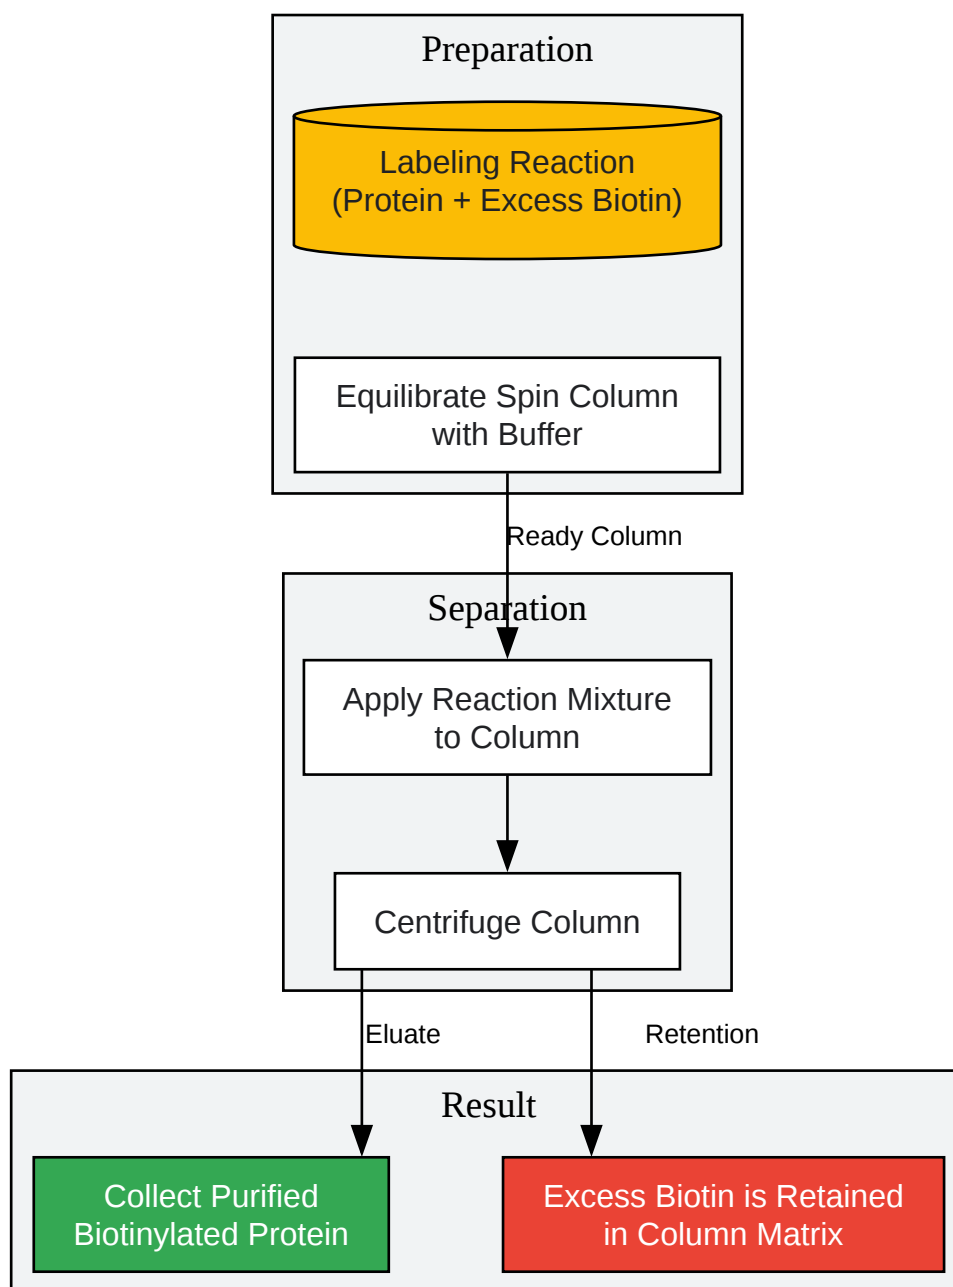 Preparation
Labeling Reaction
(Protein + Excess Biotin)
Equilibrate Spin Column
with Buffer
Ready Column
Separation
Apply Reaction Mixture
to Column
Centrifuge Column
Eluate
Retention
Result
Collect Purified
Biotinylated Protein
Excess Biotin is Retained
in Column Matrix